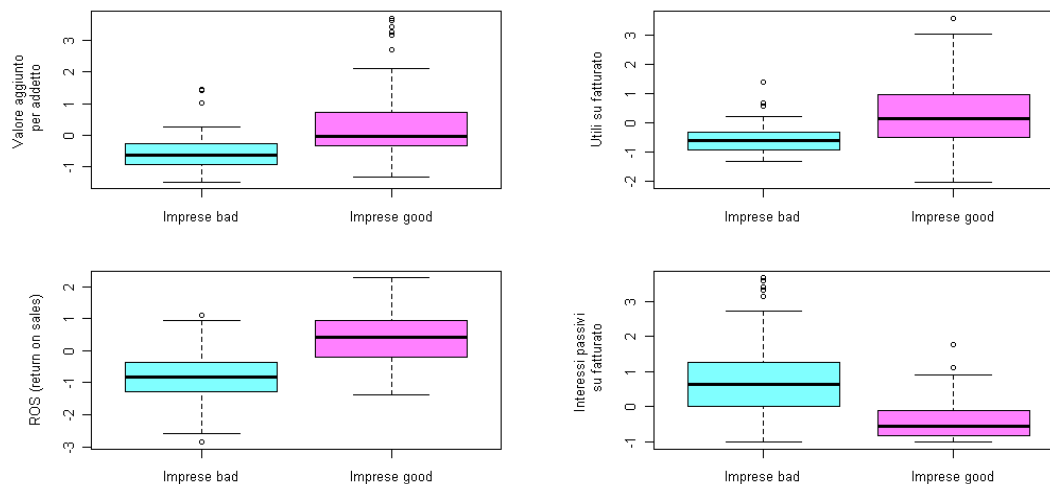 Valore aggiunto
per addetto
3
2
1
0
-1
Imprese bad
Imprese good
Utili su fatturato
3
2
1
0
-1
-2
Imprese bad
Imprese good
ROS (return on sales)
2
1
0
-1
-2
-3
Imprese bad
Imprese good
Interessi passivi
su fatturato
3
2
1
0
-1
Imprese bad
Imprese good